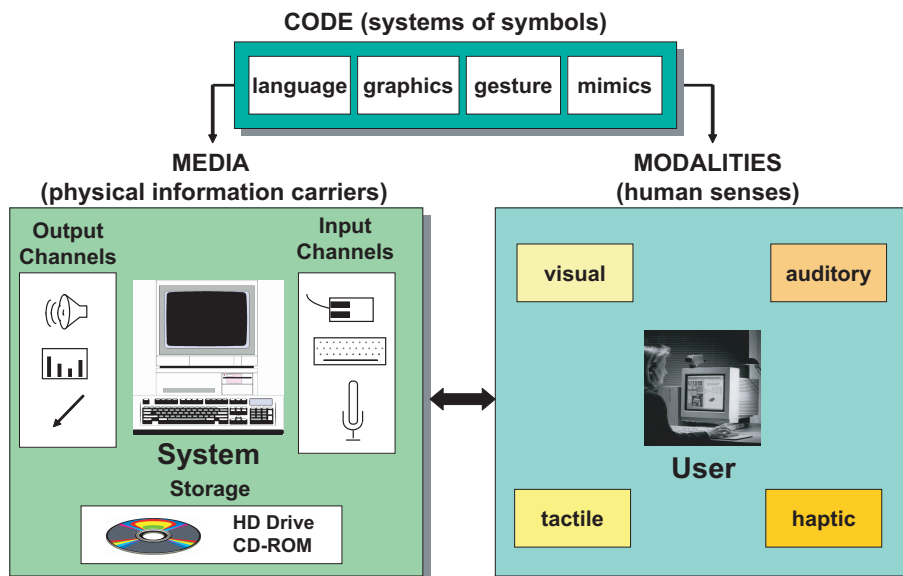 CODE (systems of symbols)
language
graphics
gesture
mimics
MEDIA
(physical information carriers)
MODALITIES
(human senses)
Output
Channels
Input
Channels
System
Storage
HD Drive
CD-ROM
visual
auditory
User
tactile
haptic